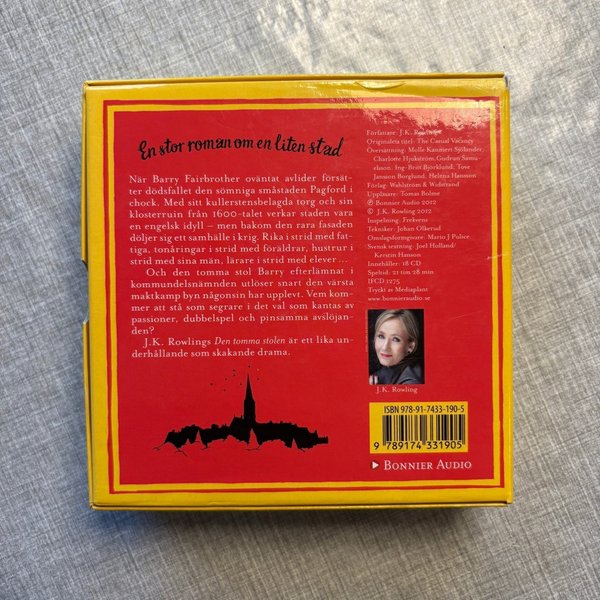 En stor roman om en liten stad
När Barry Fairbrother oväntat avlider försät-
ter dödsfallet den sömniga småstaden Pagford i
chock. Med sitt kullerstensbelagda torg och sin
klosterruin från 1600-talet verkar staden vara
en engelsk idyll – men bakom den rara fasaden
döljer sig ett samhälle i krig. Rika i strid med fat-
tiga, tonåringar i strid med föräldrar, hustrur i
strid med sina män, lärare i strid med elever ...
Och den tomma stol Barry efterlämnat i
kommundelsnämnden utlöser snart den värsta
maktkamp byn någonsin har upplevt. Vem kom-
mer att stå som segrare i det val som kantas av
passioner, dubbelspel och pinsamma avslöjan-
den?
J.K. Rowlings Den tomma stolen är ett lika un-
derhållande som skakande drama.
Författare: J.K. Rowling
Originalets titel: The Casual Vacancy
Översättning: Molle Kanmert Sjölander,
Charlotte Hjukström, Gudrun Samu-
elsson, Ing-Britt Björklund, Tove
Janson Borglund, Helena Hansson
Förlag: Wahlström & Widstrand
Uppläsare: Tomas Bolme
℗ Bonnier Audio 2012
© J.K. Rowling 2012
Inspelning: Frekvens
Tekniker: Johan Olkerud
Omslagsformgivare: Mario J Pulice
Svensk textning: Joel Holland/
Kerstin Hanson
Innehåller: 18 CD
Speltid: 21 tim 28 min
IFCD 1275
Tryckt av Mediaplant
www.bonnieraudio.se
J.K. Rowling
ISBN 978-91-7433-190-5
9 789174 331905
BONNIER AUDIO